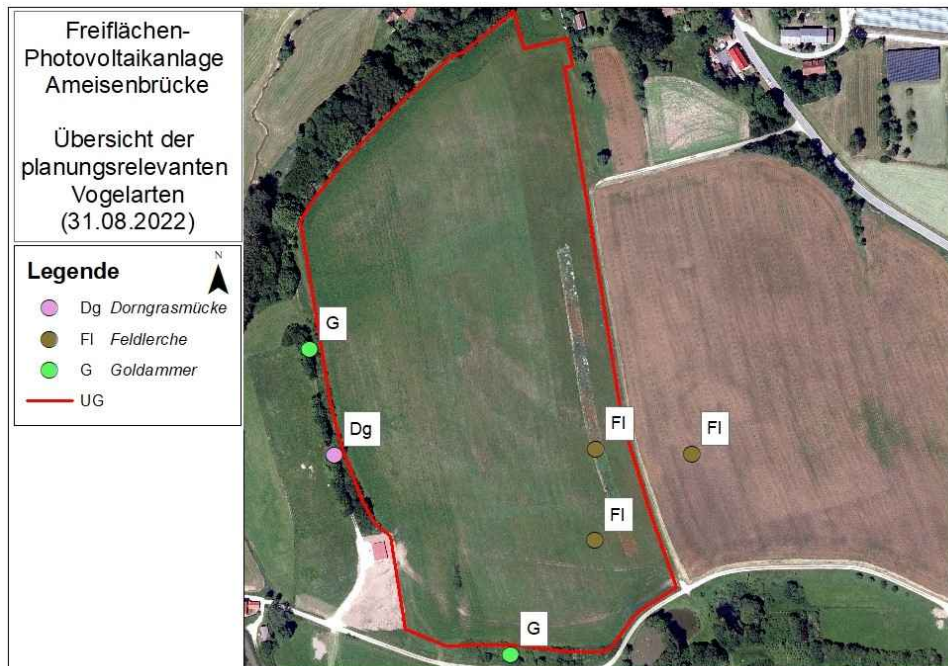 Freiflächen-
Photovoltaikanlage
Ameisenbrücke
Übersicht der
planungsrelevanten
Vogelarten
(31.08.2022)
Legende
N
Dg Dorngrasmücke
Fl Feldlerche
G Goldammer
UG
G
Dg
Fl
Fl
Fl
G